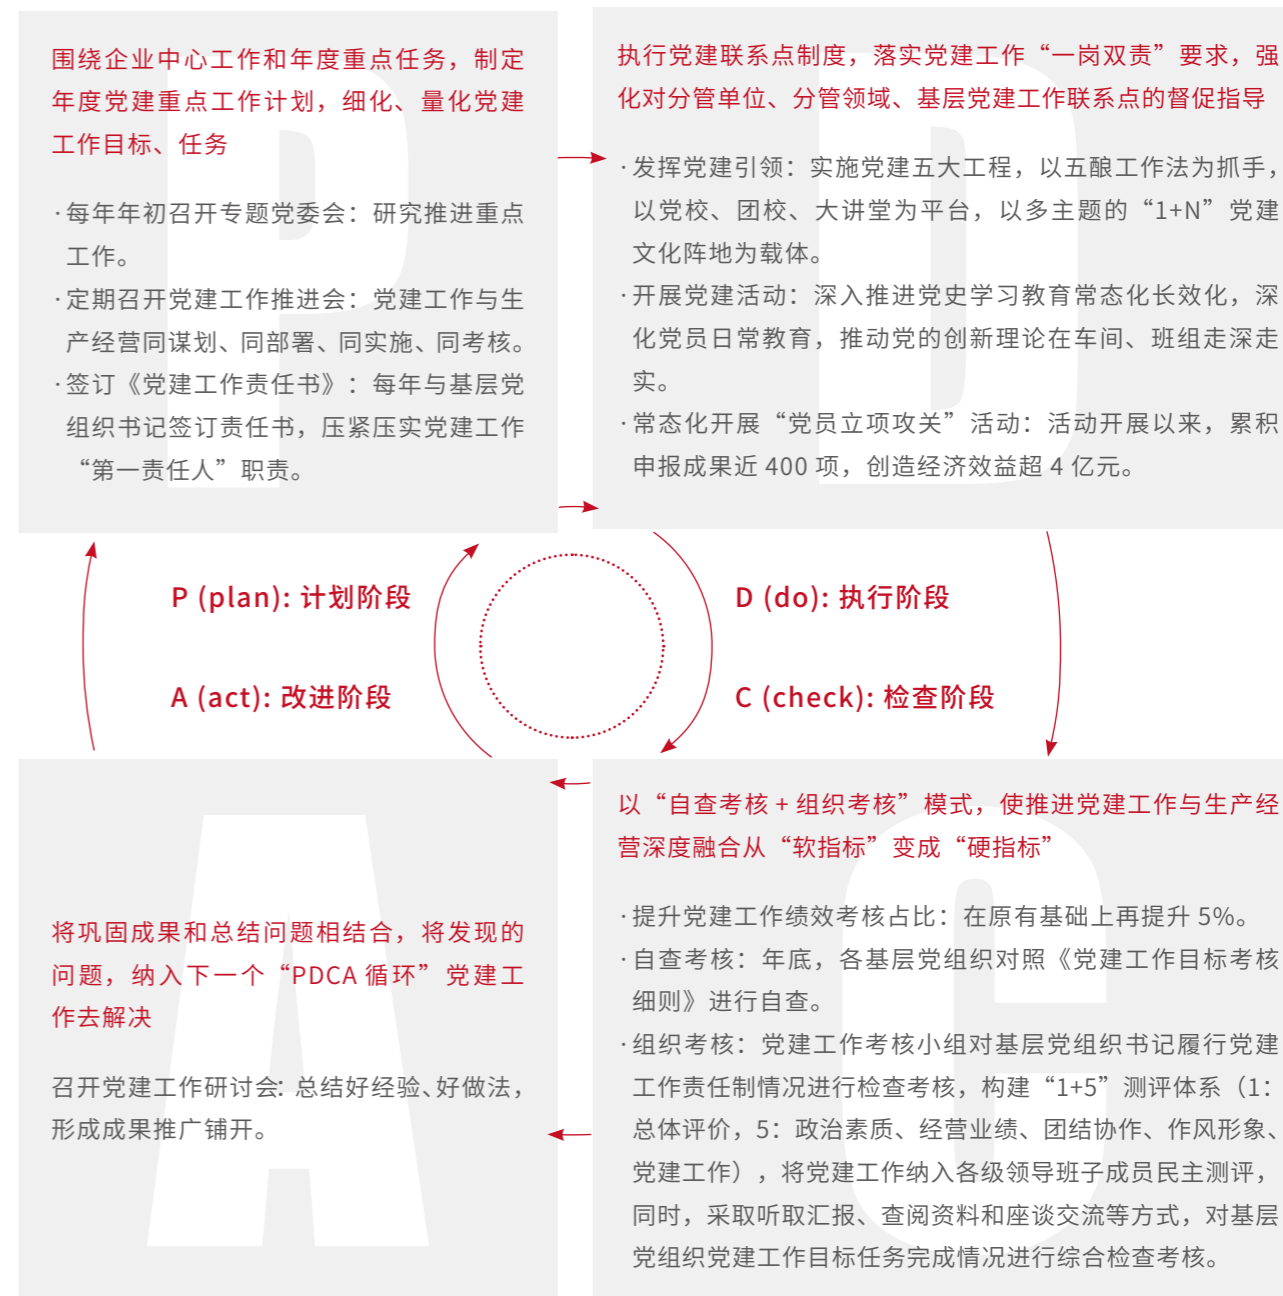 围绕企业中心工作和年度重点任务，制定
年度党建重点工作计划，细化、量化党建
工作目标、任务
·每年年初召开专题党委会：研究推进重点
工作。
·定期召开党建工作推进会：党建工作与生
产经营同谋划、同部署、同实施、同考核。
·签订《党建工作责任书》：每年与基层党
组织书记签订责任书，压紧压实党建工作
“第一责任人”职责。
P
执行党建联系点制度，落实党建工作“一岗双责”要求，强
化对分管单位、分管领域、基层党建工作联系点的督促指导
·发挥党建引领：实施党建五大工程，以五酿工作法为抓手，
以党校、团校、大讲堂为平台，以多主题的“1+N”党建
文化阵地为载体。
·开展党建活动：深入推进党史学习教育常态化长效化，深
化党员日常教育，推动党的创新理论在车间、班组走深走
实。
·常态化开展“党员立项攻关”活动：活动开展以来，累积
申报成果近 400 项，创造经济效益超 4 亿元。
D
P (plan): 计划阶段
D (do): 执行阶段
A (act): 改进阶段
C (check): 检查阶段
将巩固成果和总结问题相结合，将发现的
问题，纳入下一个“PDCA 循环”党建工
作去解决
召开党建工作研讨会：总结好经验、好做法，
形成成果推广铺开。
A
以“自查考核 + 组织考核”模式，使推进党建工作与生产经
营深度融合从“软指标”变成“硬指标”
·提升党建工作绩效考核占比：在原有基础上再提升 5%。
·自查考核：年底，各基层党组织对照《党建工作目标考核
细则》进行自查。
·组织考核：党建工作考核小组对基层党组织书记履行党建
工作责任制情况进行检查考核，构建“1+5”测评体系（1：
总体评价，5：政治素质、经营业绩、团结协作、作风形象、
党建工作），将党建工作纳入各级领导班子成员民主测评，
同时，采取听取汇报、查阅资料和座谈交流等方式，对基层
党组织党建工作目标任务完成情况进行综合检查考核。
C